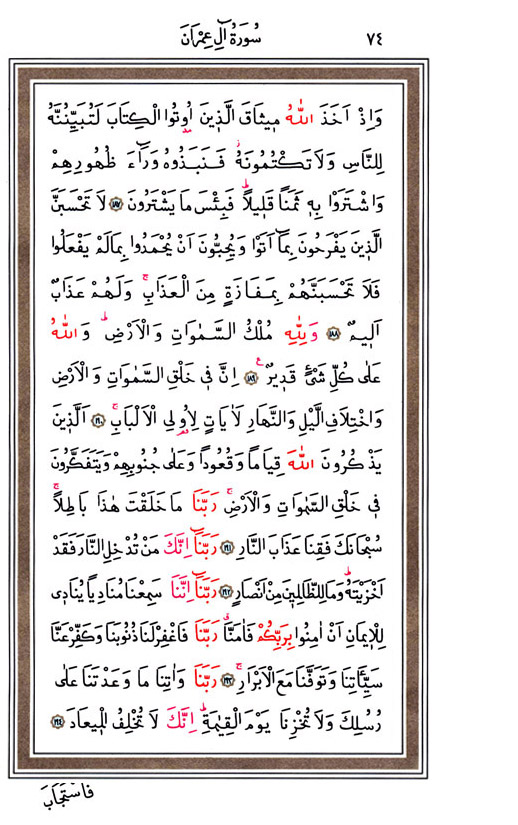 ٧٤ سُورَةُ اٰلِ عِمْرَانَ
وَاِذْ اَخَذَ اللّٰهُ م۪يثَاقَ الَّذ۪ينَ اُو۫تُوا الْكِتَابَ لَتُبَيِّنُنَّهُ
لِلنَّاسِ وَلَا تَكْتُمُونَهُۘ فَنَبَذُوهُ وَرَٓاءَ ظُهُورِهِمْ
وَاشْتَرَوْا بِه۪ ثَمَنًا قَل۪يلًاۜ فَبِئْسَ مَا يَشْتَرُونَ ﴿١٨٧﴾ لَا تَحْسَبَنَّ
الَّذ۪ينَ يَفْرَحُونَ بِمَٓا اَتَوْا وَيُحِبُّونَ اَنْ يُحْمَدُوا بِمَا لَمْ يَفْعَلُوا
فَلَا تَحْسَبَنَّهُمْ بِمَفَازَةٍ مِنَ الْعَذَابِۚ وَلَهُمْ عَذَابٌ
اَل۪يمٌ ﴿١٨٨﴾ وَلِلّٰهِ مُلْكُ السَّمٰوَاتِ وَالْاَرْضِۜ وَاللّٰهُ
عَلٰى كُلِّ شَيْءٍ قَد۪يرٌ۟ ﴿١٨٩﴾ اِنَّ ف۪ي خَلْقِ السَّمٰوَاتِ وَالْاَرْضِ
وَاخْتِلَافِ الَّيْلِ وَالنَّهَارِ لَاٰيَاتٍ لِاُو۬لِي الْاَلْبَابِۚ ﴿١٩٠﴾ اَلَّذ۪ينَ
يَذْكُرُونَ اللّٰهَ قِيَامًا وَقُعُودًا وَعَلٰى جُنُوبِهِمْ وَيَتَفَكَّرُونَ
ف۪ي خَلْقِ السَّمٰوَاتِ وَالْاَرْضِۚ رَبَّنَا مَا خَلَقْتَ هٰذَا بَاطِلًاۚ
سُبْحَانَكَ فَقِنَا عَذَابَ النَّارِ ﴿١٩١﴾ رَبَّنَٓا اِنَّكَ مَنْ تُدْخِلِ النَّارَ فَقَدْ
اَخْزَيْتَهُۜ وَمَا لِلظَّالِم۪ينَ مِنْ اَنْصَارٍ ﴿١٩٢﴾ رَبَّنَٓا اِنَّنَا سَمِعْنَا مُنَادِيًا يُنَاد۪ي
لِلْا۪يمَانِ اَنْ اٰمِنُوا بِرَبِّكُمْ فَاٰمَنَّاۗ رَبَّنَا فَاغْفِرْ لَنَا ذُنُوبَنَا وَكَفِّرْ عَنَّا
سَيِّـَٔاتِنَا وَتَوَفَّنَا مَعَ الْاَبْرَارِۚ ﴿١٩٣﴾ رَبَّنَا وَاٰتِنَا مَا وَعَدْتَنَا عَلٰى
رُسُلِكَ وَلَا تُخْزِنَا يَوْمَ الْقِيٰمَةِۜ اِنَّكَ لَا تُخْلِفُ الْم۪يعَادَ ﴿١٩٤﴾
فَاسْتَجَابَ